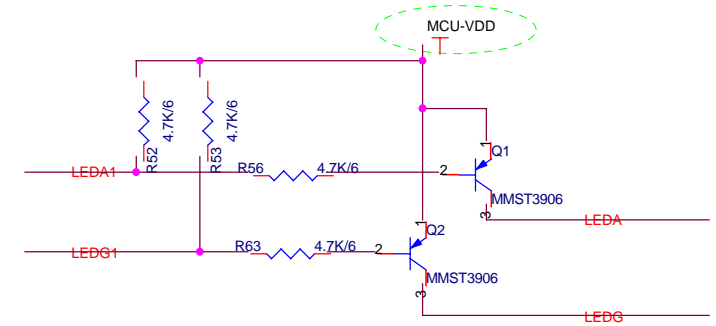 MCU-VDD
4.7K/6
4.7K/6
R52
R53
1
Q1
LEDA1
R56
4.7K/6
2
MMST3906
3
LEDA
1
Q2
LEDG1
R63
4.7K/6
2
MMST3906
3
LEDG